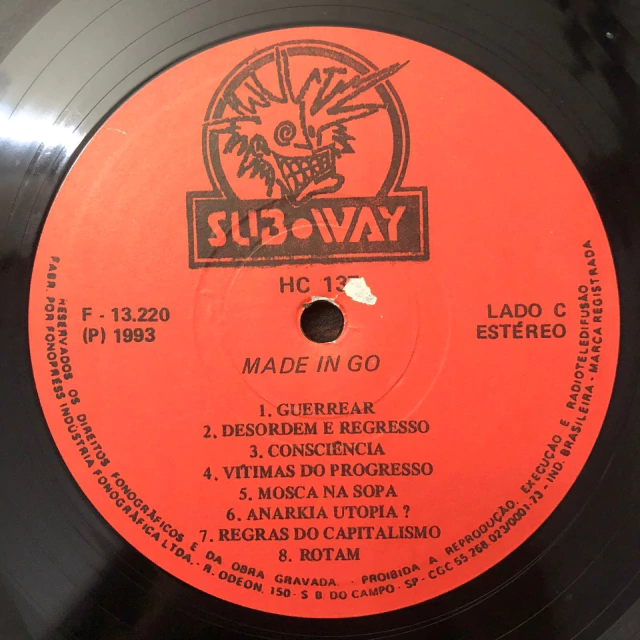 SUB•WAY
HC 137
F - 13.220
(P) 1993
LADO C
ESTÉREO
MADE IN GO
1. GUERREAR
2. DESORDEM E REGRESSO
3. CONSCIÊNCIA
4. VÍTIMAS DO PROGRESSO
5. MOSCA NA SOPA
6. ANARKIA UTOPIA ?
7. REGRAS DO CAPITALISMO
8. ROTAM
RESERVADOS OS DIREITOS FONOGRÁFICOS E DA OBRA GRAVADA. · PROIBIDA A REPRODUÇÃO, EXECUÇÃO E RADIOTELEDIFUSÃO
FABR. POR FONOPRESS INDÚSTRIA FONOGRÁFICA LTDA. · R. ODEON, 150 - S B. DO CAMPO - SP - CGC 55 268 023/0001-73 - IND. BRASILEIRA - MARCA REGISTRADA